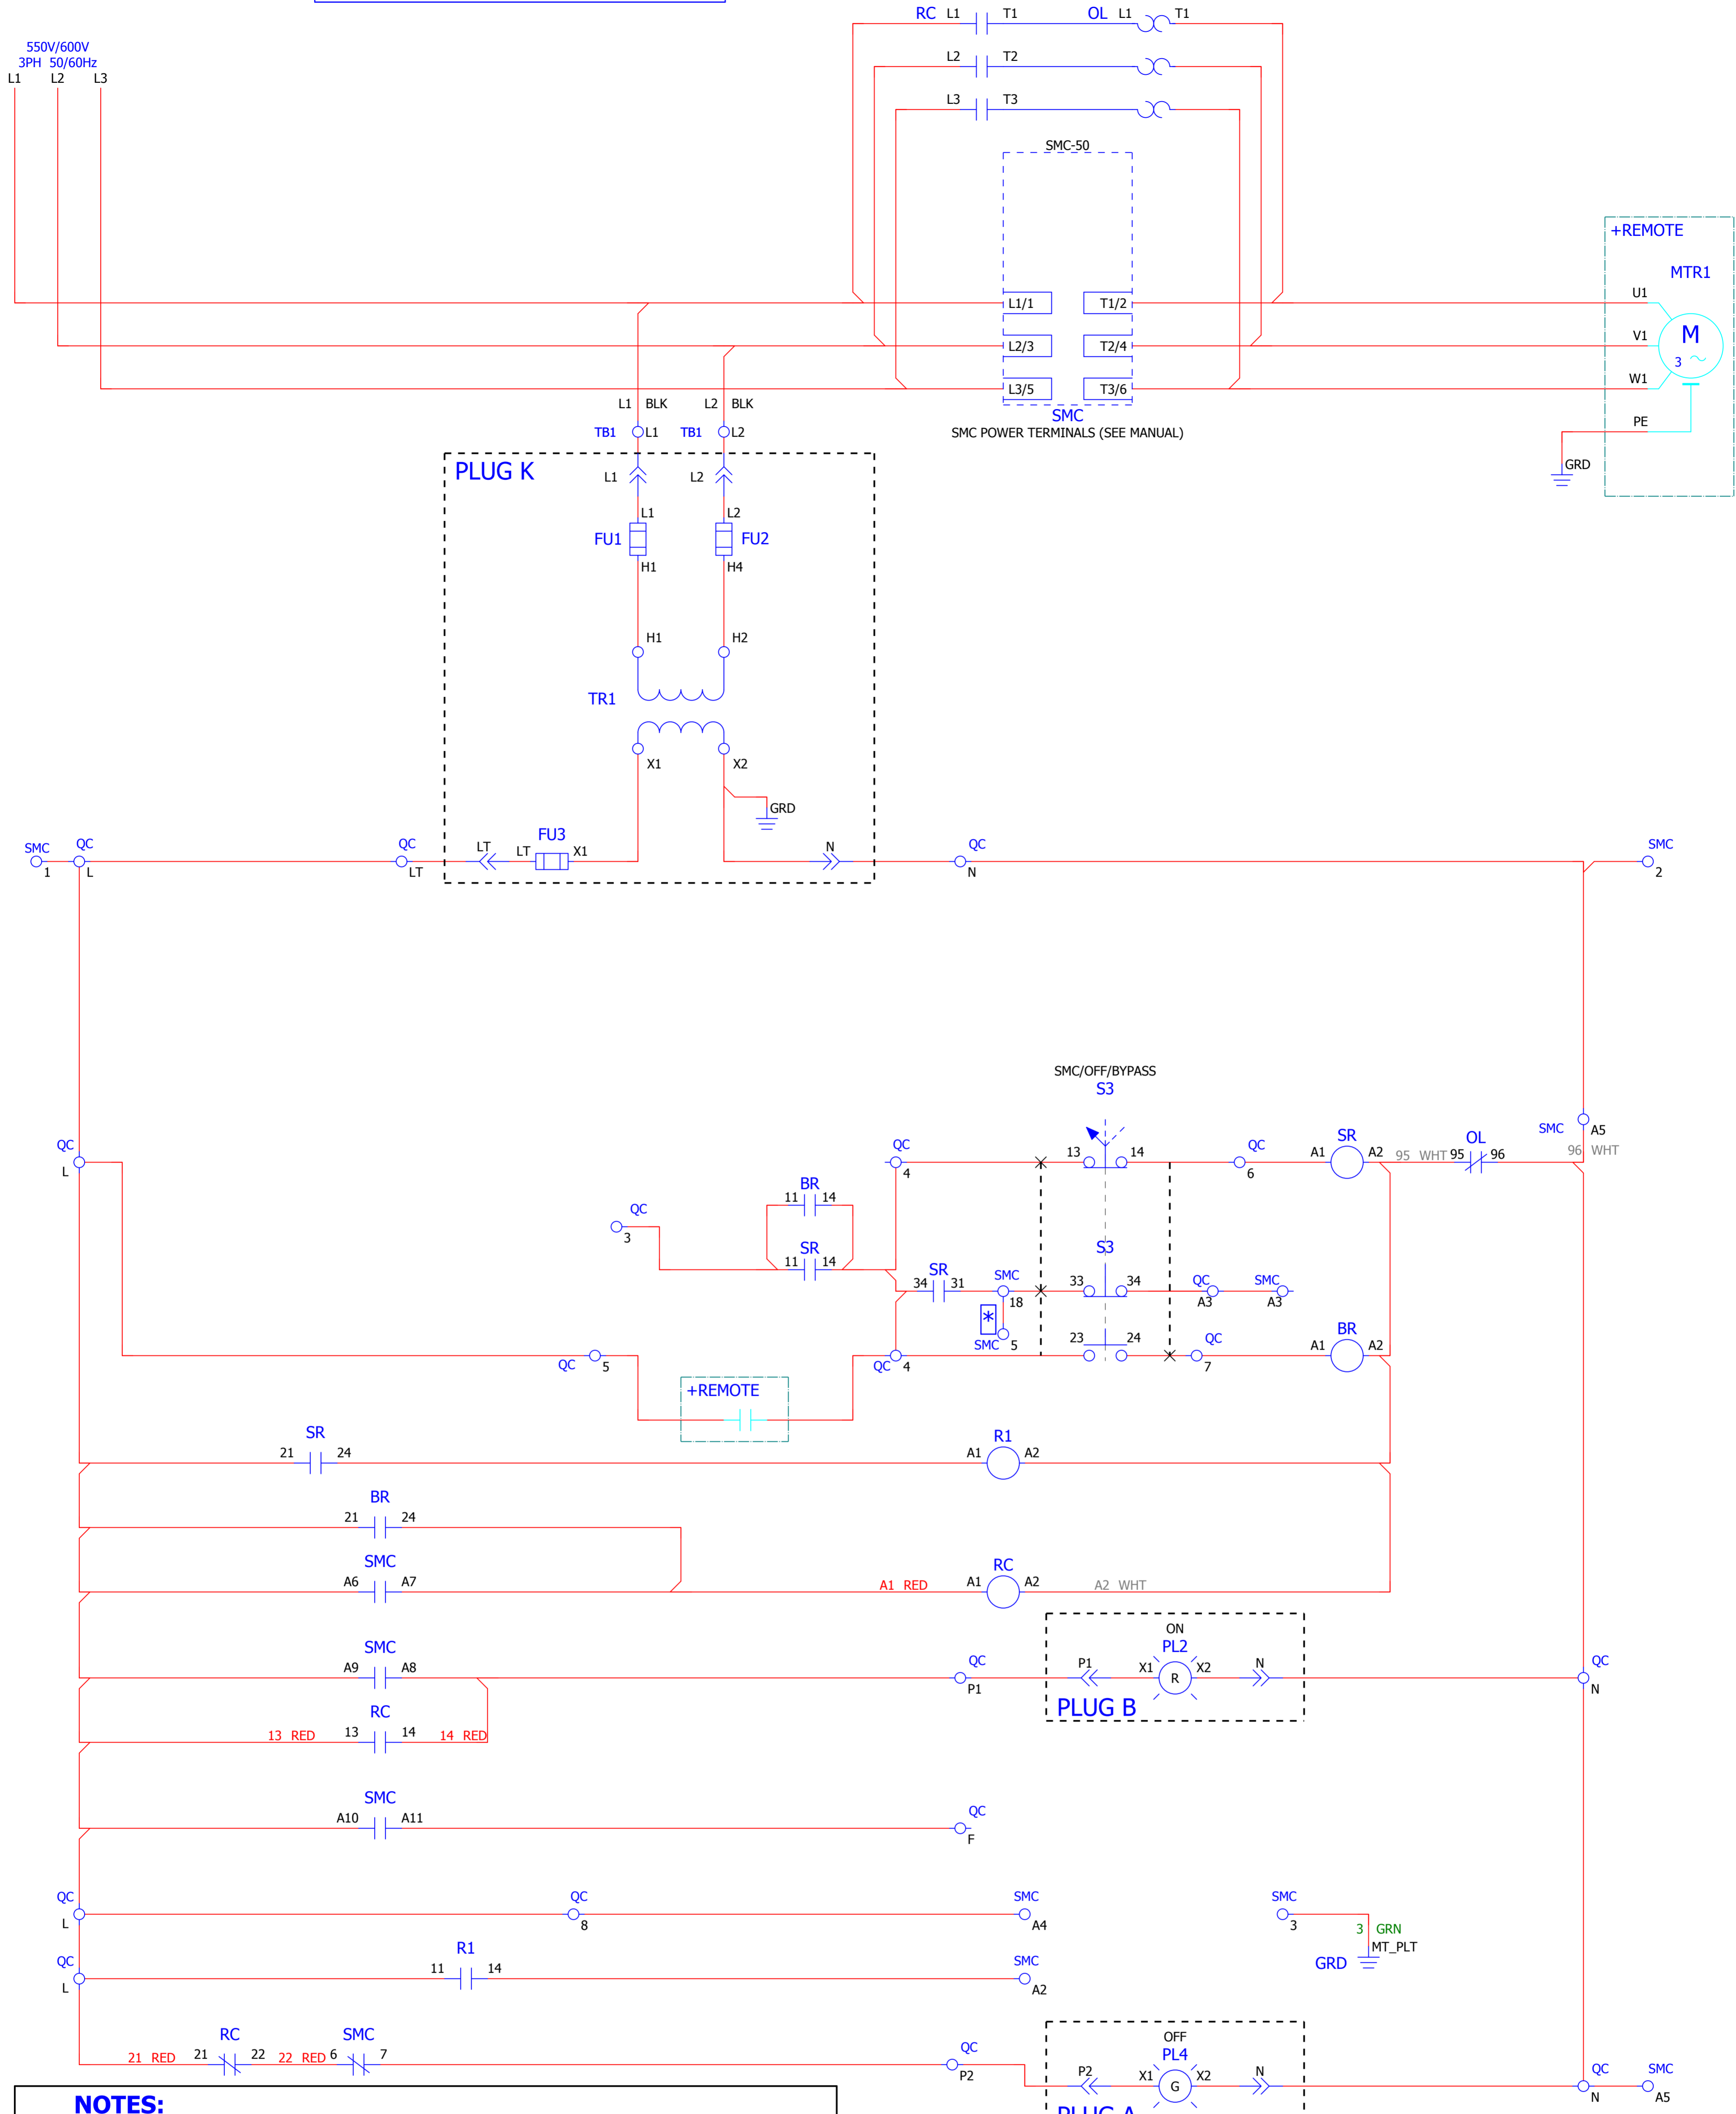 RC L1 T1 OL L1 T1
550V/600V
3PH 50/60Hz
L1 L2 L3
L2 T2
L3 T3
SMC-50
+REMOTE
MTR1
L1/1 T1/2 U1
L2/3 T2/4 V1
M
3
L3/5 T3/6 W1
L1 BLK L2 BLK
SMC
PE
TB1 L1 TB1 L2
SMC POWER TERMINALS (SEE MANUAL)
PLUG K
L1 L2
GRD
L1 L2
FU1 FU2
H1 H4
H1 H2
TR1
X1 X2
GRD
SMC QC QC FU3 QC SMC
LT LT X1 N
1 L LT N 2
SMC/OFF/BYPASS
S3
SMC A5
QC QC 13 14 QC SR OL
A1 A2 95 WHT 95 96 96 WHT
L 4 6
BR
11 14
QC
3
SR S3
11 14
SR SMC QC SMC
34 31 33 34
18 A3 A3
*
SMC 5
23 24 QC BR
A1 A2
QC 5 QC 4 7
+REMOTE
SR R1
21 24 A1 A2
BR
21 24
SMC RC
A6 A7 A1 RED A1 A2 A2 WHT
ON
SMC PL2
A9 A8 QC P1 X1 R X2 N QC
P1 N
RC PLUG B
13 RED 13 14 14 RED
SMC
A10 A11 QC
F
QC QC SMC SMC
L 8 A4 3
3 GRN
MT_PLT
GRD
QC R1 SMC
11 14
L A2
OFF
RC SMC PL4
21 RED 21 22 22 RED 6 7 QC P2 X1 G X2 N QC SMC
P2 N A5
NOTES:
PLUG A